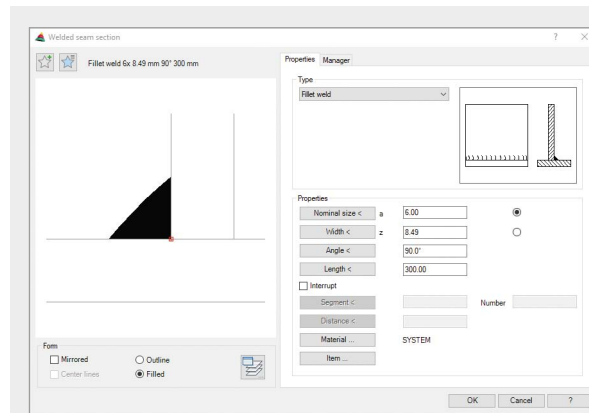 Welded seam section
? ×
Fillet weld 6x 8.49 mm 90° 300 mm
Properties Manager
Type
Fillet weld
Properties
Nominal size < a 6.00
Width < z 8.49
Angle < 90.0°
Length < 300.00
Interrupt
Segment < Number
Distance <
Material ... SYSTEM
Item ...
Form
Mirrored Outline
Center lines Filled
OK Cancel ?